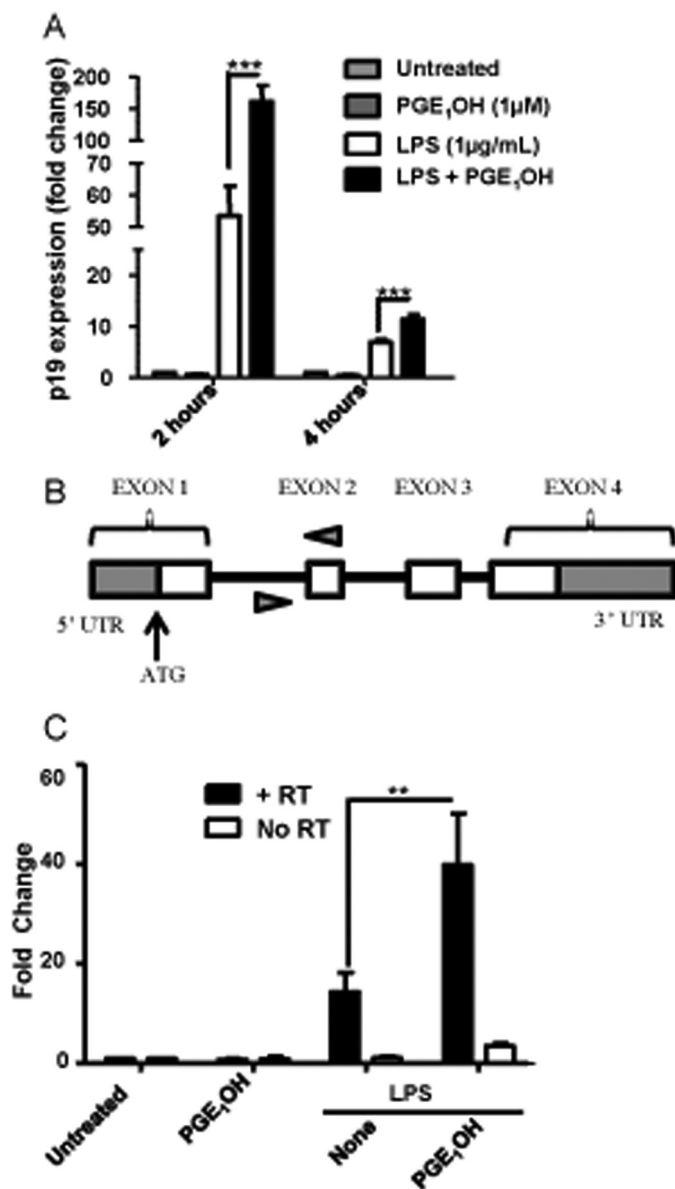 A
p19 expression (fold change)
200
150
100
70
60
50
20
10
0
***
***
Untreated
PGE₁OH (1µM)
LPS (1µg/mL)
LPS + PGE₁OH
2 hours
4 hours
B
EXON 1
EXON 2
EXON 3
EXON 4
5' UTR
3' UTR
ATG
C
Fold Change
60
40
20
0
+ RT
No RT
**
Untreated
PGE₁OH
None
PGE₁OH
LPS